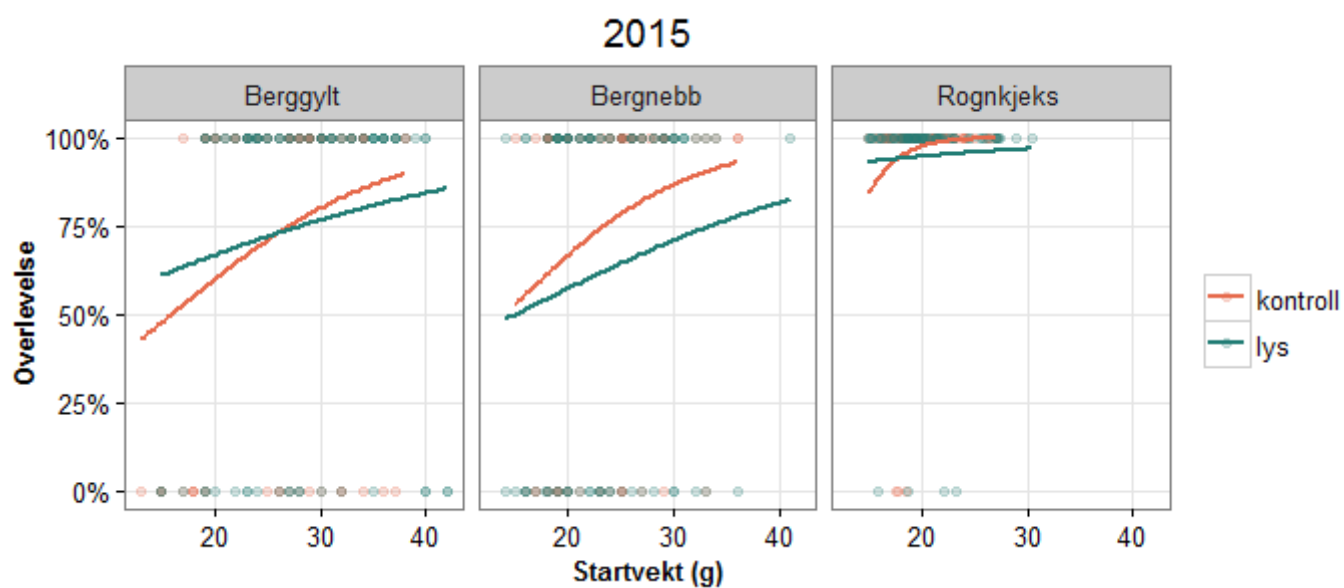 2015
Berggylt
Bergnebb
Rognkjeks
Overlevelse
100%
75%
50%
25%
0%
20 30 40
20 30 40
20 30 40
Startvekt (g)
kontroll
lys